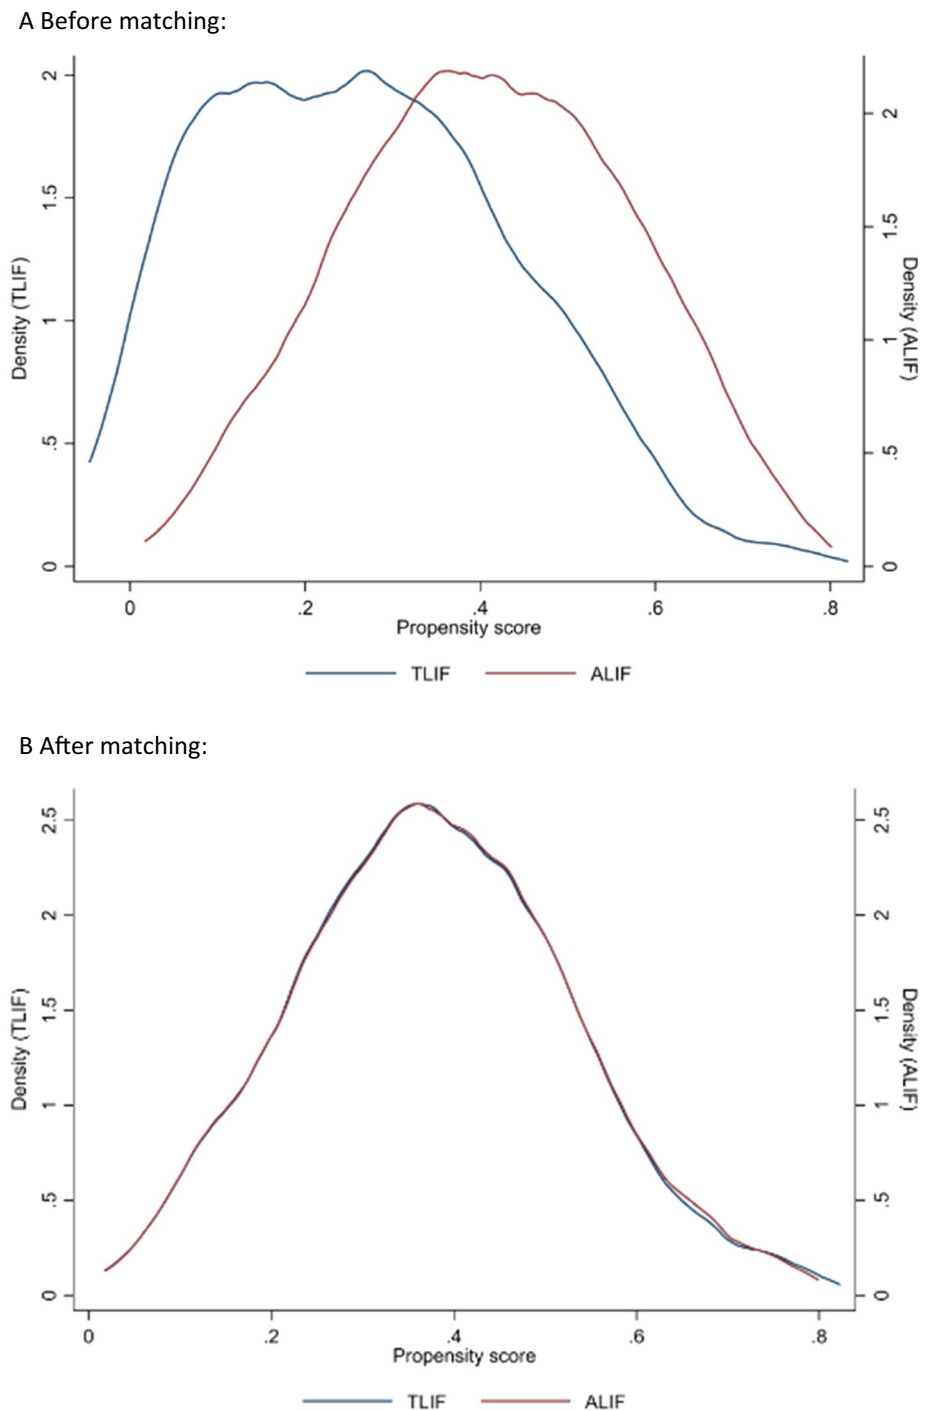 A Before matching:
Density (TLIF)
2
1.5
1
.5
0
Density (ALIF)
2
1.5
1
.5
0
0 .2 .4 .6 .8
Propensity score
TLIF ALIF
B After matching:
Density (TLIF)
2.5
2
1.5
1
.5
0
Density (ALIF)
2.5
2
1.5
1
.5
0
0 .2 .4 .6 .8
Propensity score
TLIF ALIF